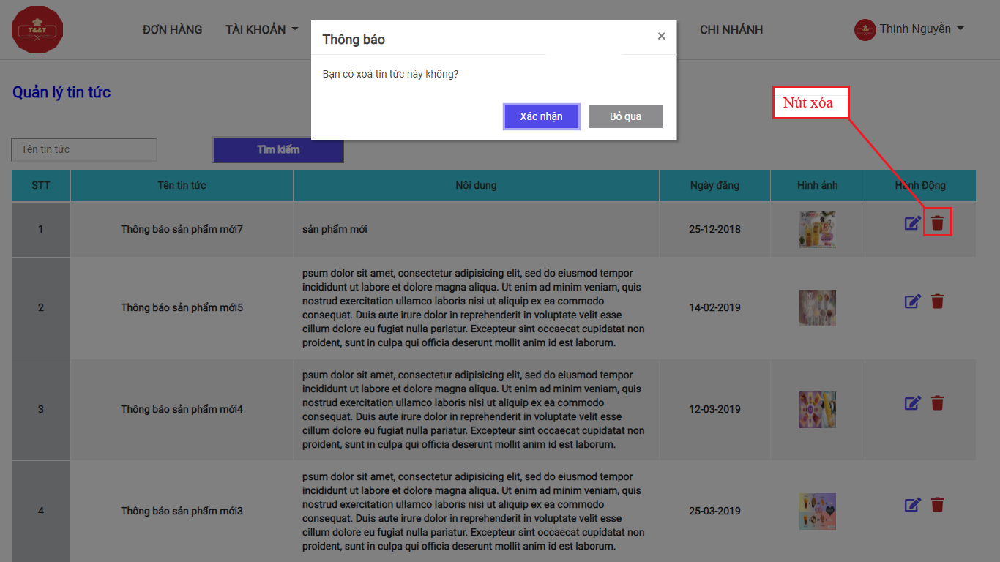 T&&T
ĐƠN HÀNG
TÀI KHOẢN
CHI NHÁNH
Thịnh Nguyễn
Thông báo
×
Bạn có xoá tin tức này không?
Xác nhận
Bỏ qua
Quản lý tin tức
Nút xóa
Tên tin tức
Tìm kiếm
STT
Tên tin tức
Nội dung
Ngày đăng
Hình ảnh
Hành Động
1
Thông báo sản phẩm mới7
sản phẩm mới
25-12-2018
2
Thông báo sản phẩm mới5
psum dolor sit amet, consectetur adipisicing elit, sed do eiusmod tempor
incididunt ut labore et dolore magna aliqua. Ut enim ad minim veniam, quis
nostrud exercitation ullamco laboris nisi ut aliquip ex ea commodo
consequat. Duis aute irure dolor in reprehenderit in voluptate velit esse
cillum dolore eu fugiat nulla pariatur. Excepteur sint occaecat cupidatat non
proident, sunt in culpa qui officia deserunt mollit anim id est laborum.
14-02-2019
3
Thông báo sản phẩm mới4
psum dolor sit amet, consectetur adipisicing elit, sed do eiusmod tempor
incididunt ut labore et dolore magna aliqua. Ut enim ad minim veniam, quis
nostrud exercitation ullamco laboris nisi ut aliquip ex ea commodo
consequat. Duis aute irure dolor in reprehenderit in voluptate velit esse
cillum dolore eu fugiat nulla pariatur. Excepteur sint occaecat cupidatat non
proident, sunt in culpa qui officia deserunt mollit anim id est laborum.
12-03-2019
4
Thông báo sản phẩm mới3
psum dolor sit amet, consectetur adipisicing elit, sed do eiusmod tempor
incididunt ut labore et dolore magna aliqua. Ut enim ad minim veniam, quis
nostrud exercitation ullamco laboris nisi ut aliquip ex ea commodo
consequat. Duis aute irure dolor in reprehenderit in voluptate velit esse
cillum dolore eu fugiat nulla pariatur. Excepteur sint occaecat cupidatat non
proident, sunt in culpa qui officia deserunt mollit anim id est laborum.
25-03-2019